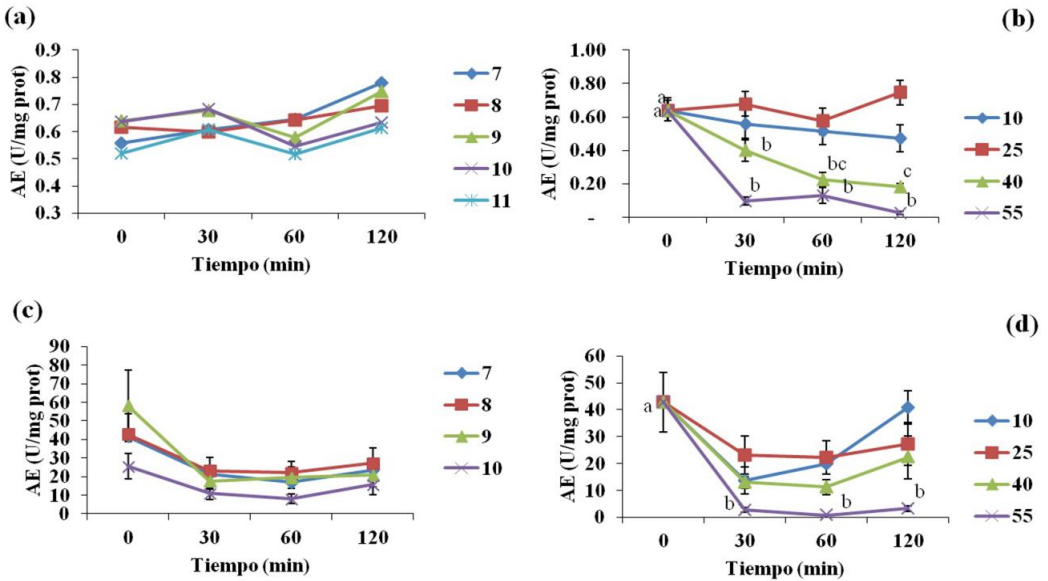 (a)
AE (U/mg prot)
0.9
0.8
0.7
0.6
0.5
0.4
0.3
0 30 60 120
Tiempo (min)
7
8
9
10
11
(b)
AE (U/mg prot)
1.00
0.80
0.60
0.40
0.20
-
a
a
b
bc
c
b
b
b
0 30 60 120
Tiempo (min)
10
25
40
55
(c)
AE (U/mg prot)
90
80
70
60
50
40
30
20
10
0
0 30 60 120
Tiempo (min)
7
8
9
10
(d)
AE (U/mg prot)
60
50
40
30
20
10
0
a
b
b
b
0 30 60 120
Tiempo (min)
10
25
40
55